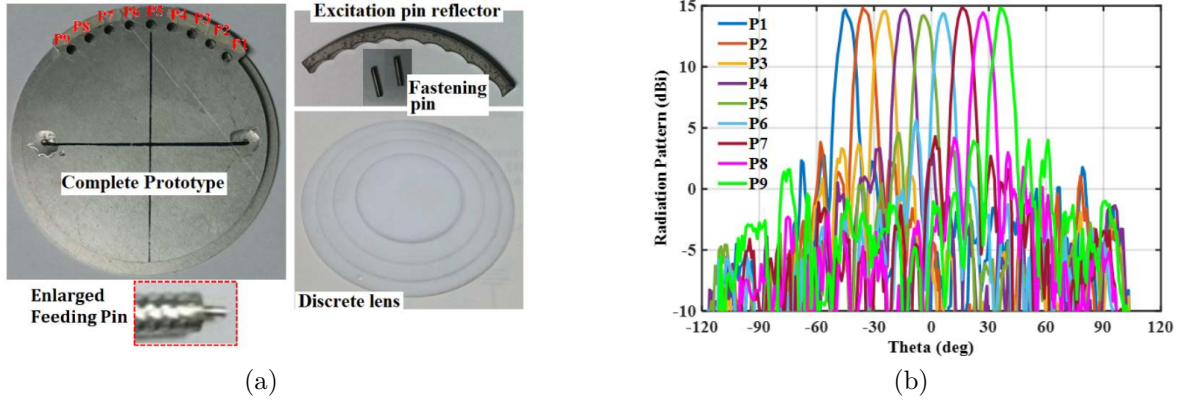 P9 P8 P7 P6 P5 P4 P3 P2 P1
Complete Prototype
Enlarged
Feeding Pin
Excitation pin reflector
Fastening
pin
Discrete lens
(a)
15
10
5
0
-5
-10
-120 -90 -60 -30 0 30 60 90 120
Radiation Pattern (dBi)
Theta (deg)
P1
P2
P3
P4
P5
P6
P7
P8
P9
(b)